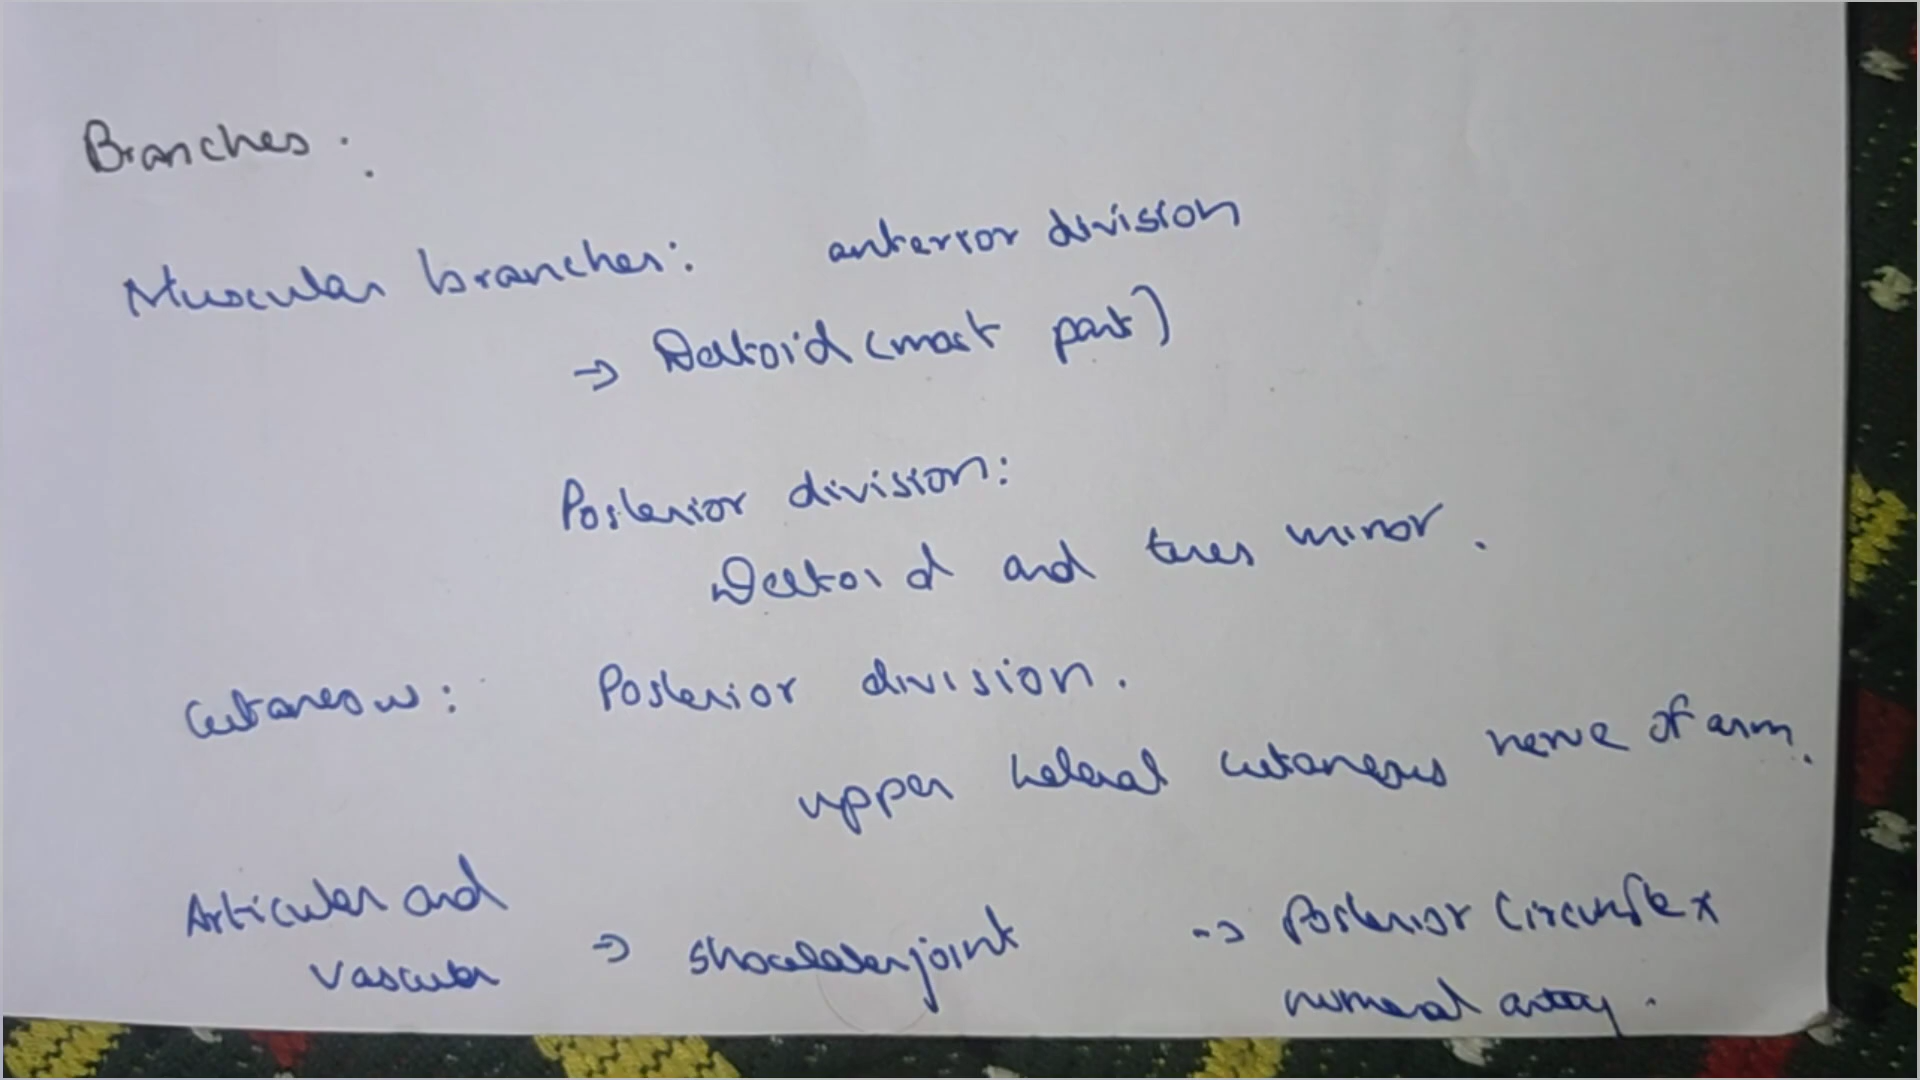 Branches :
Muscular branches: anterior division
→ Deltoid (most part)
Posterior division:
Deltoid and teres minor.
Cutaneous: Posterior division.
upper lateral cutaneous nerve of arm.
Articular and
vascular → shoulder joint → Posterior Circumflex
humeral artery.